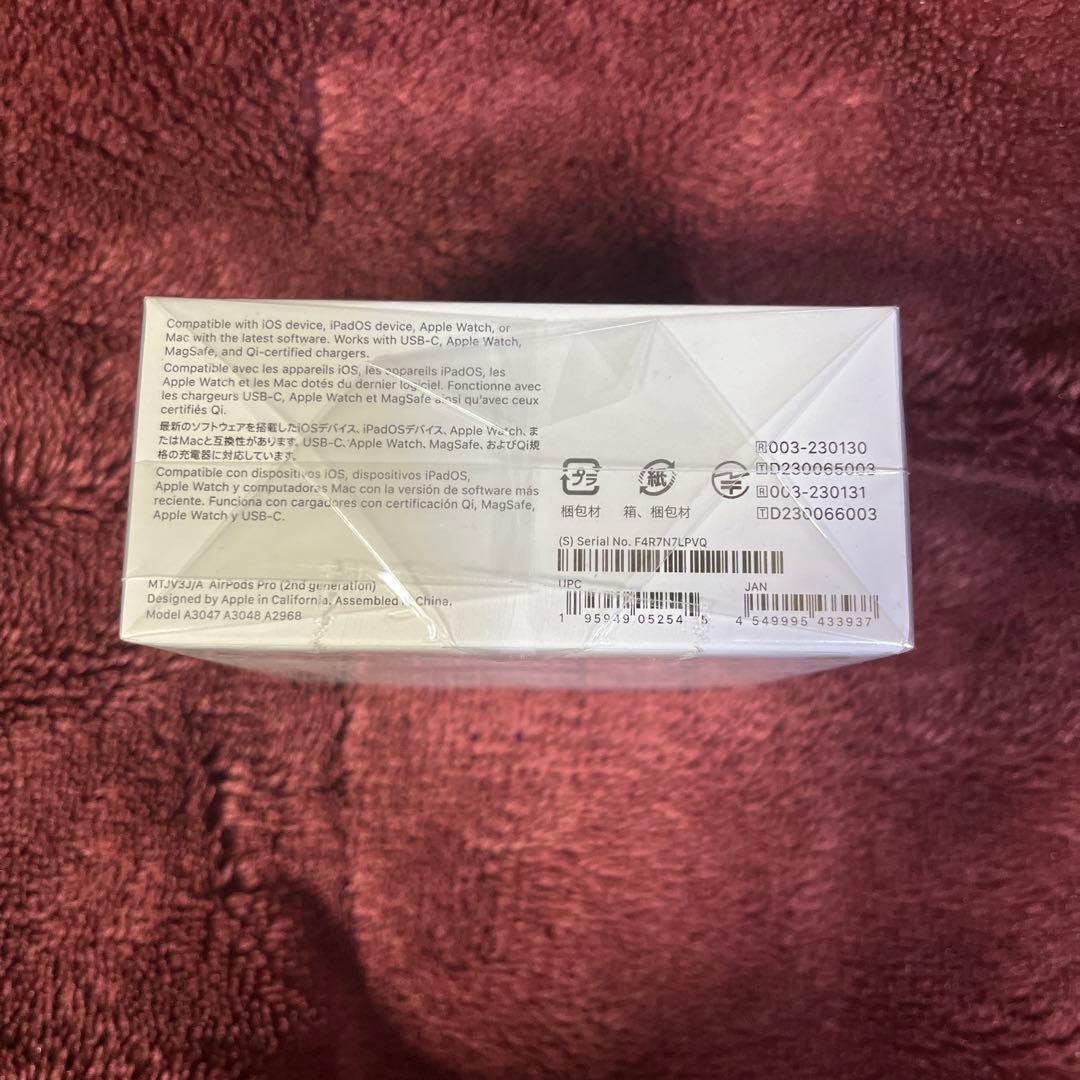 Compatible with iOS device, iPadOS device, Apple Watch, or
Mac with the latest software. Works with USB-C, Apple Watch,
MagSafe, and Qi-certified chargers.
Compatible avec les appareils iOS, les appareils iPadOS, les
Apple Watch et les Mac dotés du dernier logiciel. Fonctionne avec
les chargeurs USB-C, Apple Watch et MagSafe ainsi qu'avec ceux
certifiés Qi.
最新のソフトウェアを搭載したiOSデバイス、iPadOSデバイス、Apple Watch、ま
たはMacと互換性があります。USB-C、Apple Watch、MagSafe、およびQi規
格の充電器に対応しています。
Compatible con dispositivos iOS, dispositivos iPadOS,
Apple Watch y computadoras Mac con la versión de software más
reciente. Funciona con cargadores con certificación Qi, MagSafe,
Apple Watch y USB-C.
MTJV3J/A AirPods Pro (2nd generation)
Designed by Apple in California. Assembled in China.
Model A3047 A3048 A2968
プラ 紙
梱包材 箱、梱包材
R003-230130
TD230065003
R003-230131
TD230066003
(S) Serial No. F4R7N7LPVQ
UPC
1 95949 05254 5
JAN
4 549995 433937